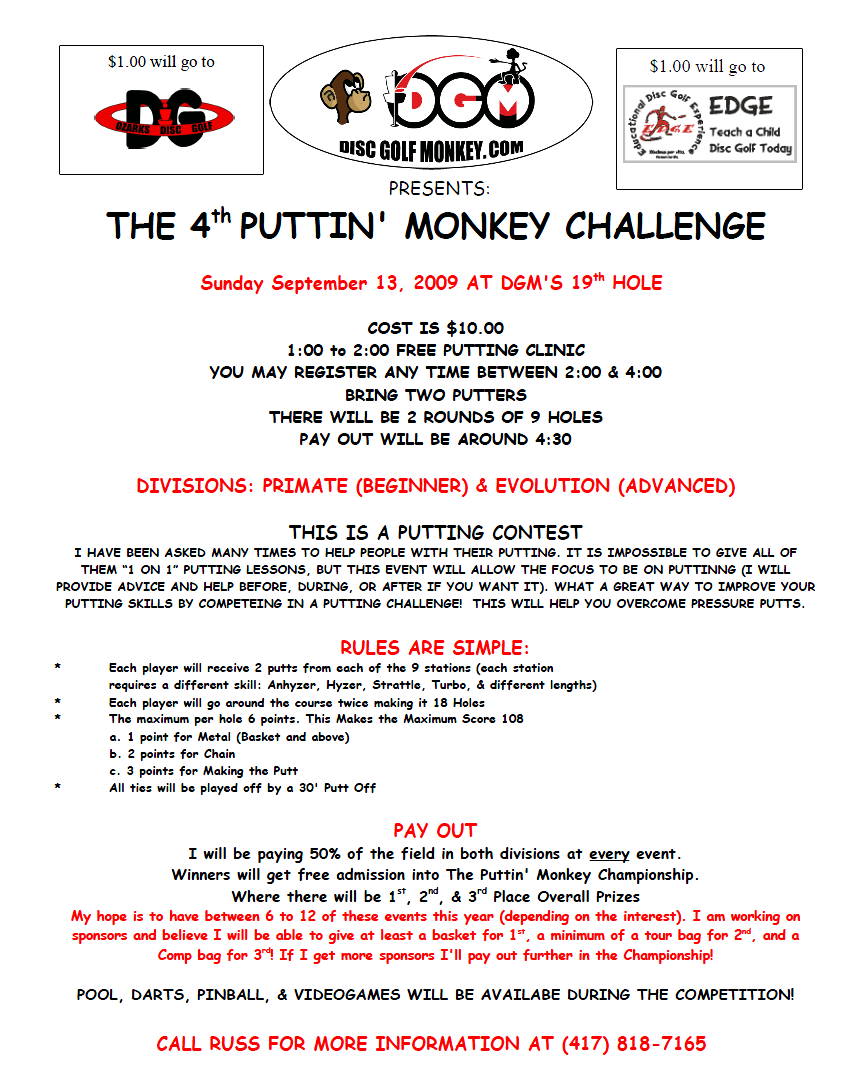 $1.00 will go to
DG
OZARKS DISC GOLF
DGM
DISC GOLF MONKEY.COM
$1.00 will go to
Educational Disc Golf Experience
EDGE
EDGE
Teach a Child
Disc Golf Today
PRESENTS:
THE 4th PUTTIN' MONKEY CHALLENGE
Sunday September 13, 2009 AT DGM'S 19th HOLE
COST IS $10.00
1:00 to 2:00 FREE PUTTING CLINIC
YOU MAY REGISTER ANY TIME BETWEEN 2:00 & 4:00
BRING TWO PUTTERS
THERE WILL BE 2 ROUNDS OF 9 HOLES
PAY OUT WILL BE AROUND 4:30
DIVISIONS: PRIMATE (BEGINNER) & EVOLUTION (ADVANCED)
THIS IS A PUTTING CONTEST
I HAVE BEEN ASKED MANY TIMES TO HELP PEOPLE WITH THEIR PUTTING. IT IS IMPOSSIBLE TO GIVE ALL OF
THEM “1 ON 1” PUTTING LESSONS, BUT THIS EVENT WILL ALLOW THE FOCUS TO BE ON PUTTINNG (I WILL
PROVIDE ADVICE AND HELP BEFORE, DURING, OR AFTER IF YOU WANT IT). WHAT A GREAT WAY TO IMPROVE YOUR
PUTTING SKILLS BY COMPETEING IN A PUTTING CHALLENGE! THIS WILL HELP YOU OVERCOME PRESSURE PUTTS.
RULES ARE SIMPLE:
* Each player will receive 2 putts from each of the 9 stations (each station
requires a different skill: Anhyzer, Hyzer, Strattle, Turbo, & different lengths)
* Each player will go around the course twice making it 18 Holes
* The maximum per hole 6 points. This Makes the Maximum Score 108
a. 1 point for Metal (Basket and above)
b. 2 points for Chain
c. 3 points for Making the Putt
* All ties will be played off by a 30' Putt Off
PAY OUT
I will be paying 50% of the field in both divisions at every event.
Winners will get free admission into The Puttin' Monkey Championship.
Where there will be 1st, 2nd, & 3rd Place Overall Prizes
My hope is to have between 6 to 12 of these events this year (depending on the interest). I am working on
sponsors and believe I will be able to give at least a basket for 1st, a minimum of a tour bag for 2nd, and a
Comp bag for 3rd! If I get more sponsors I'll pay out further in the Championship!
POOL, DARTS, PINBALL, & VIDEOGAMES WILL BE AVAILABE DURING THE COMPETITION!
CALL RUSS FOR MORE INFORMATION AT (417) 818-7165